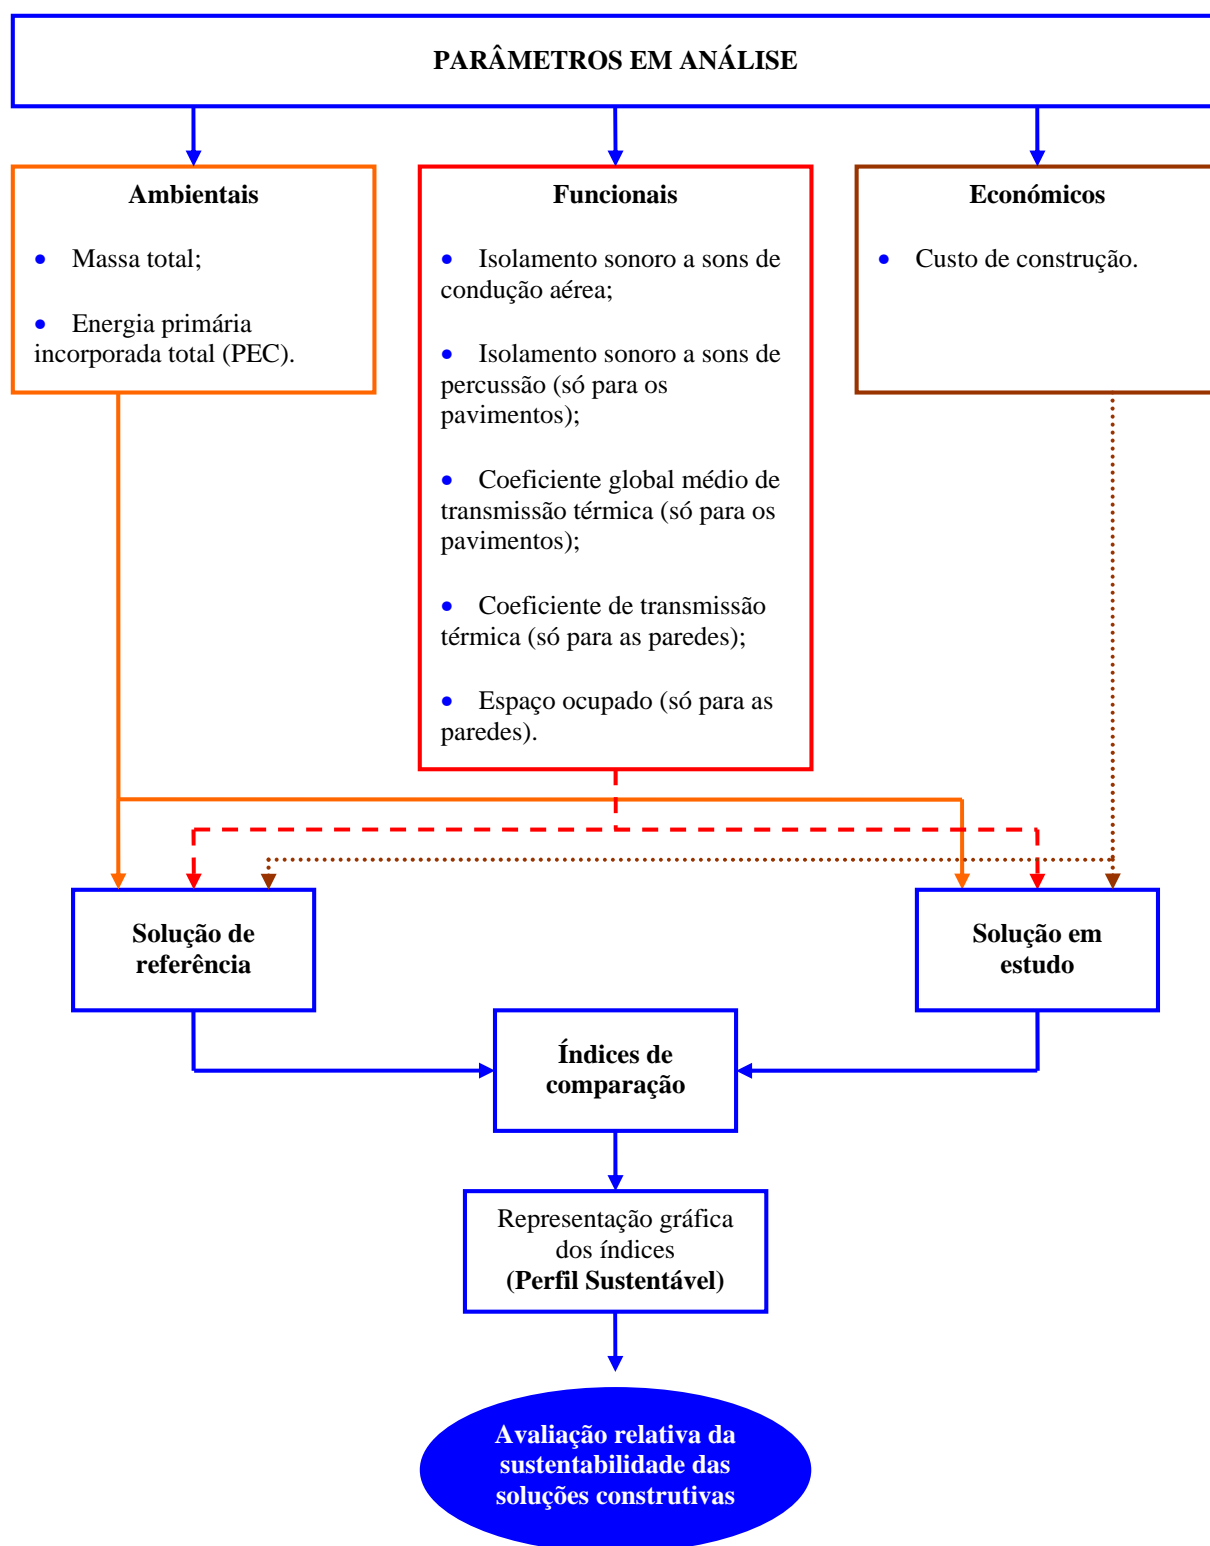 PARÂMETROS EM ANÁLISE
Ambientais
• Massa total;
• Energia primária
incorporada total (PEC).
Funcionais
• Isolamento sonoro a sons de
condução aérea;
• Isolamento sonoro a sons de
percussão (só para os
pavimentos);
• Coeficiente global médio de
transmissão térmica (só para os
pavimentos);
• Coeficiente de transmissão
térmica (só para as paredes);
• Espaço ocupado (só para as
paredes).
Económicos
• Custo de construção.
Solução de
referência
Solução em
estudo
Índices de
comparação
Representação gráfica
dos índices
(Perfil Sustentável)
Avaliação relativa da
sustentabilidade das
soluções construtivas